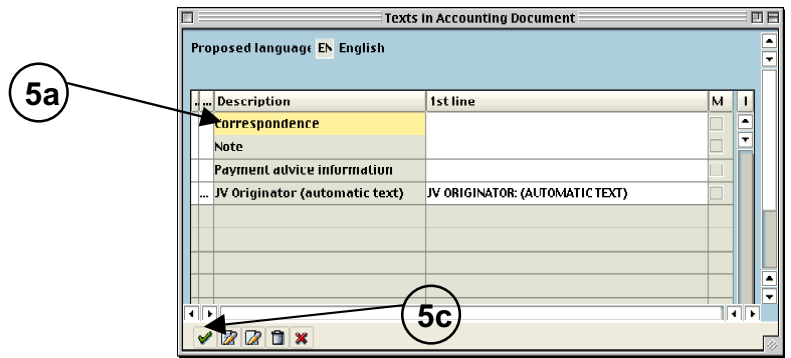 Texts in Accounting Document
Proposed language EN English
5a
. ... Description 1st line M I
Correspondence
Note
Payment advice information
... JV Originator (automatic text) JV ORIGINATOR: (AUTOMATIC TEXT)
5c